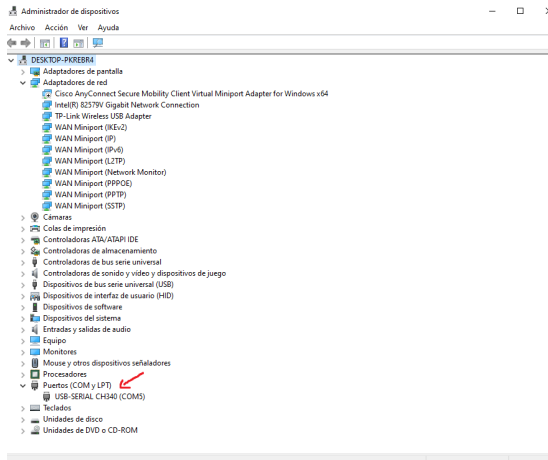 Administrador de dispositivos
Archivo Acción Ver Ayuda
DESKTOP-PKREBR4
Adaptadores de pantalla
Adaptadores de red
Cisco AnyConnect Secure Mobility Client Virtual Miniport Adapter for Windows x64
Intel(R) 82579V Gigabit Network Connection
TP-Link Wireless USB Adapter
WAN Miniport (IKEv2)
WAN Miniport (IP)
WAN Miniport (IPv6)
WAN Miniport (L2TP)
WAN Miniport (Network Monitor)
WAN Miniport (PPPOE)
WAN Miniport (PPTP)
WAN Miniport (SSTP)
Cámaras
Colas de impresión
Controladoras ATA/ATAPI IDE
Controladoras de almacenamiento
Controladoras de bus serie universal
Controladoras de sonido y vídeo y dispositivos de juego
Dispositivos de bus serie universal (USB)
Dispositivos de interfaz de usuario (HID)
Dispositivos de software
Dispositivos del sistema
Entradas y salidas de audio
Equipo
Monitores
Mouse y otros dispositivos señaladores
Procesadores
Puertos (COM y LPT)
USB-SERIAL CH340 (COM5)
Teclados
Unidades de disco
Unidades de DVD o CD-ROM